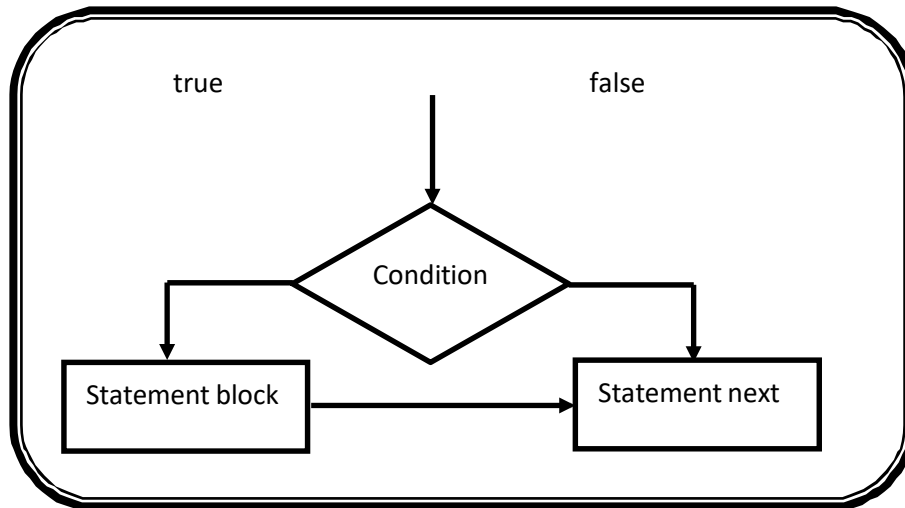 true false
Condition
Statement block
Statement next